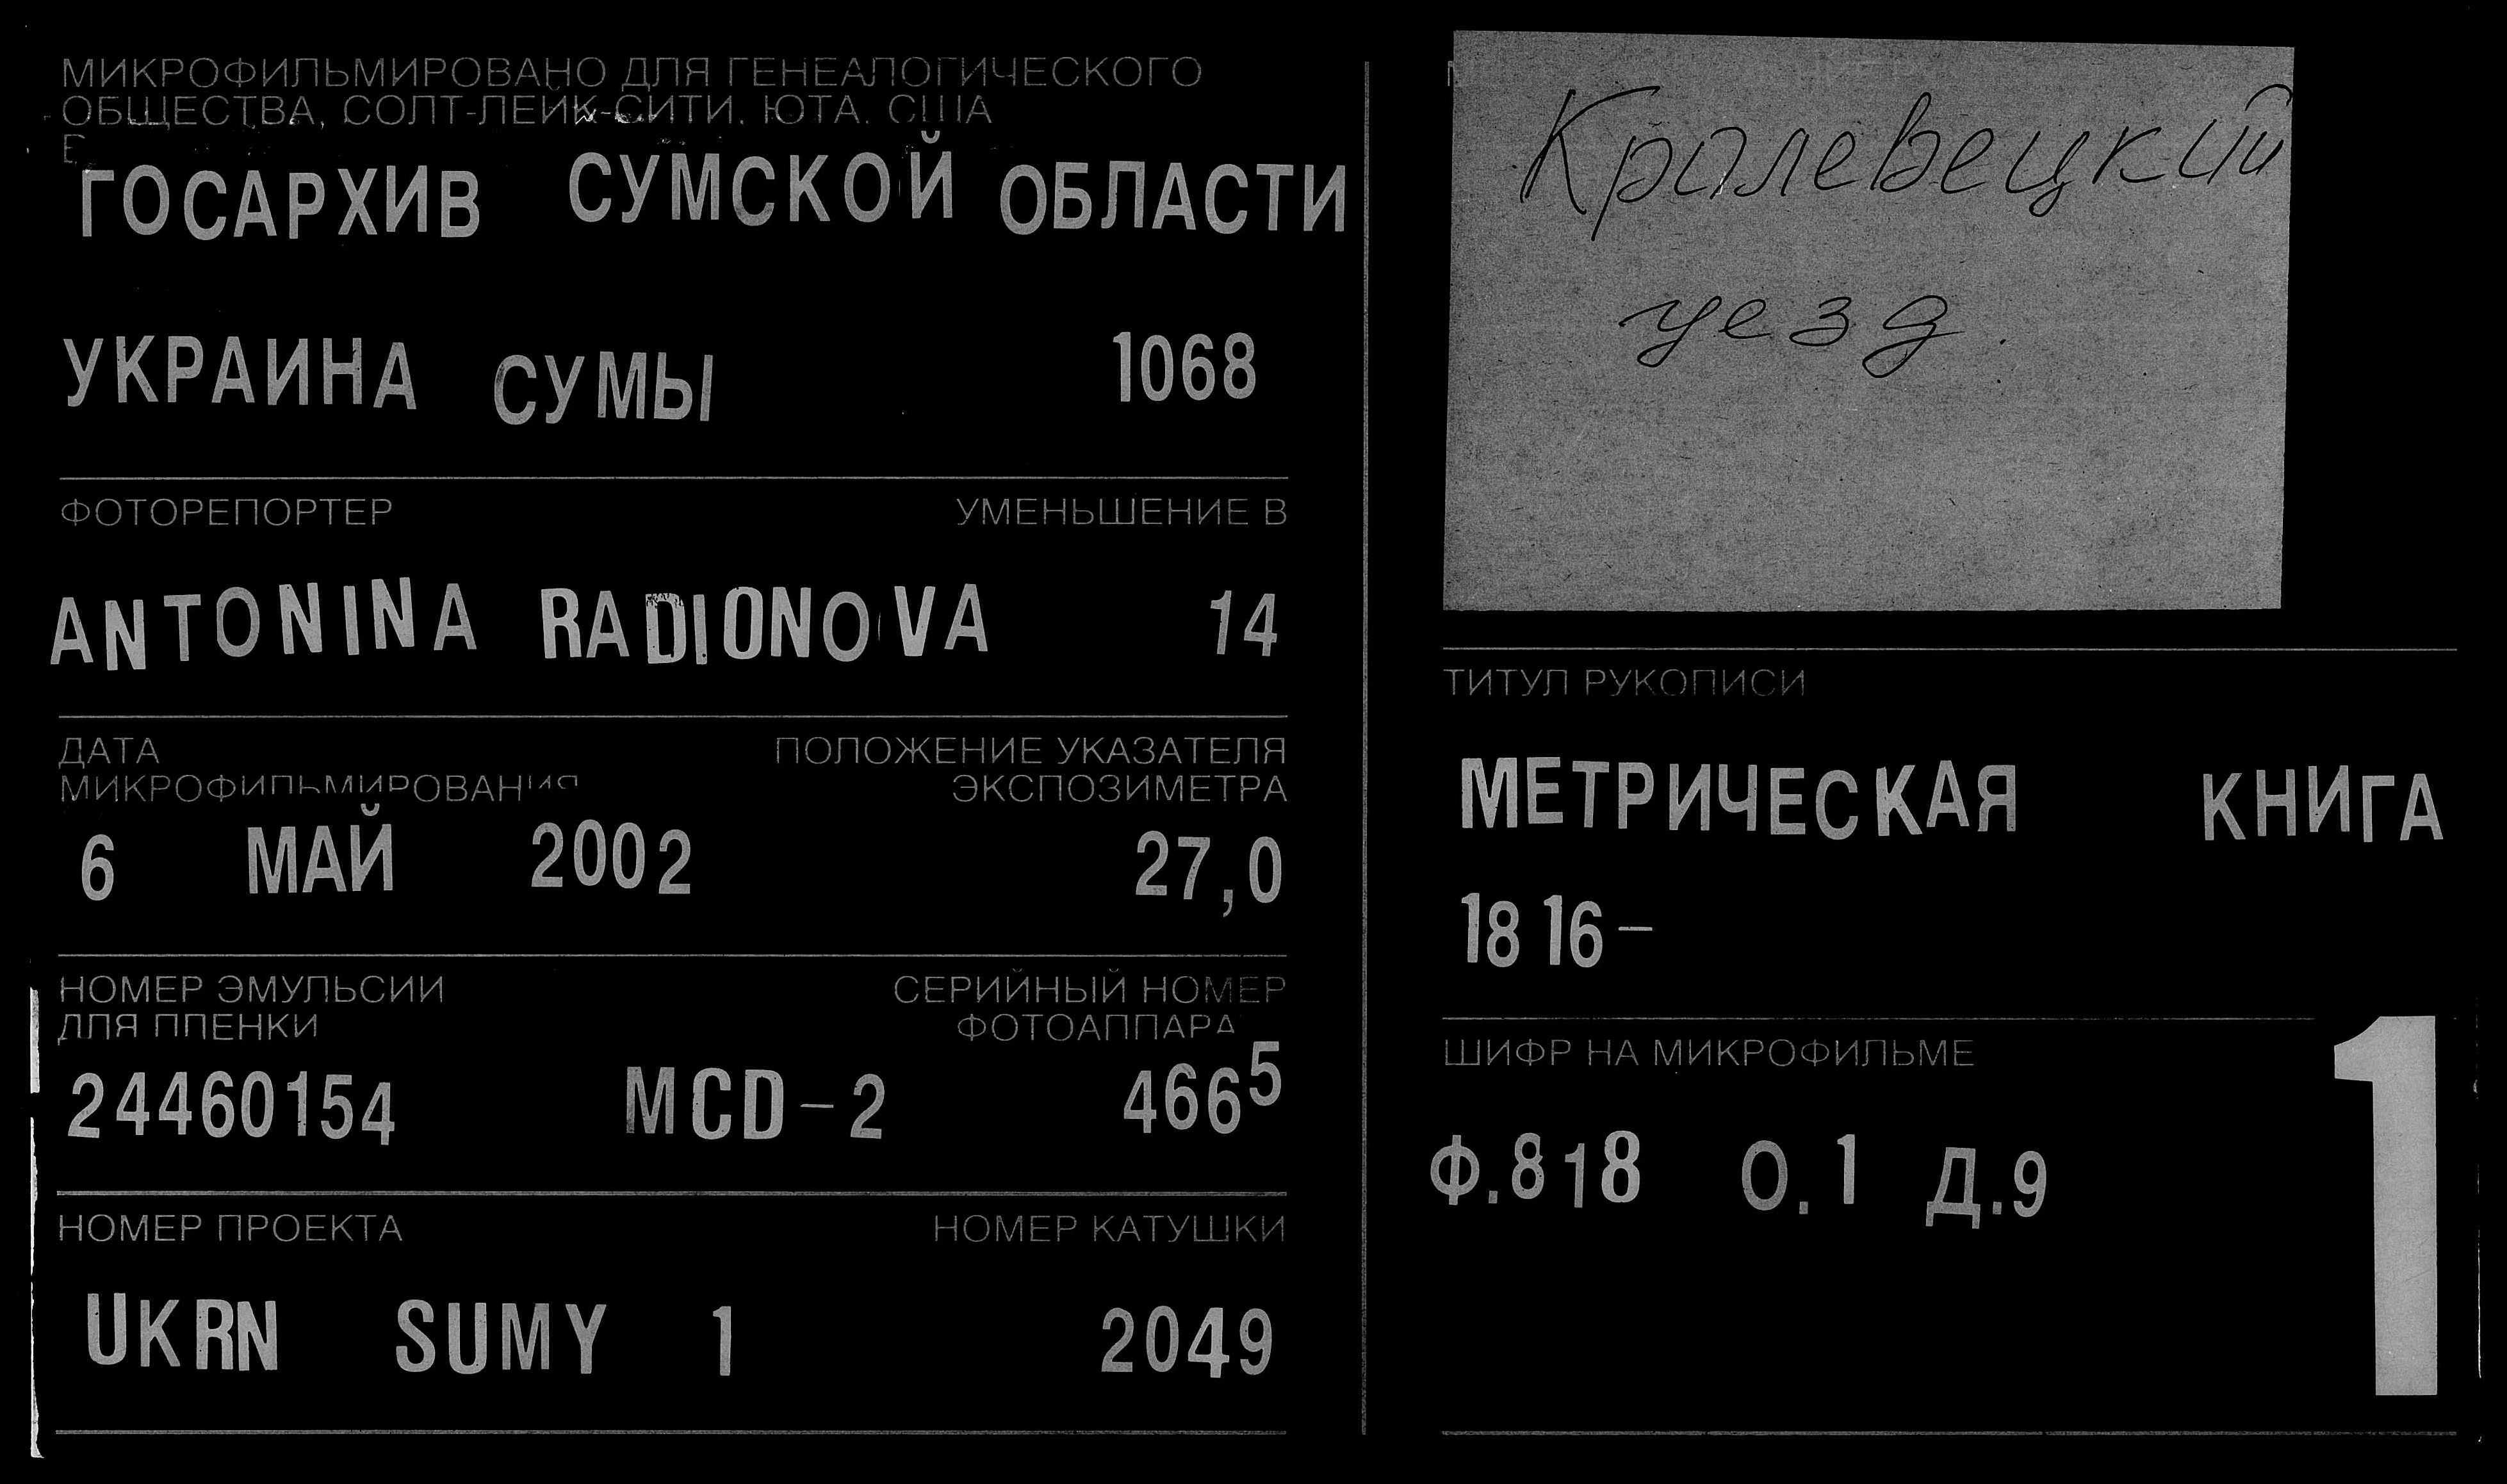 МИКРОФИЛЬМИРОВАНО ДЛЯ ГЕНЕАЛОГИЧЕСКОГО
ОБЩЕСТВА, СОЛТ-ЛЕЙК-СИТИ, ЮТА, США
ГОСАРХИВ СУМСКОЙ ОБЛАСТИ
УКРАИНА СУМЫ 1068
ФОТОРЕПОРТЕР УМЕНЬШЕНИЕ В
ANTONINA RADIONOVA 14
ДАТА ПОЛОЖЕНИЕ УКАЗАТЕЛЯ
МИКРОФИЛЬМИРОВАНИЯ ЭКСПОЗИМЕТРА
6 МАЙ 2002 27,0
НОМЕР ЭМУЛЬСИИ СЕРИЙНЫЙ НОМЕР
ДЛЯ ПЛЕНКИ ФОТОАППАРА
24460154 MCD-2 4665
НОМЕР ПРОЕКТА НОМЕР КАТУШКИ
UKRN SUMY 1 2049
Кролевецкий
уезд.
ТИТУЛ РУКОПИСИ
МЕТРИЧЕСКАЯ КНИГА
1816-
ШИФР НА МИКРОФИЛЬМЕ
Ф.818 О.1 Д.9
1